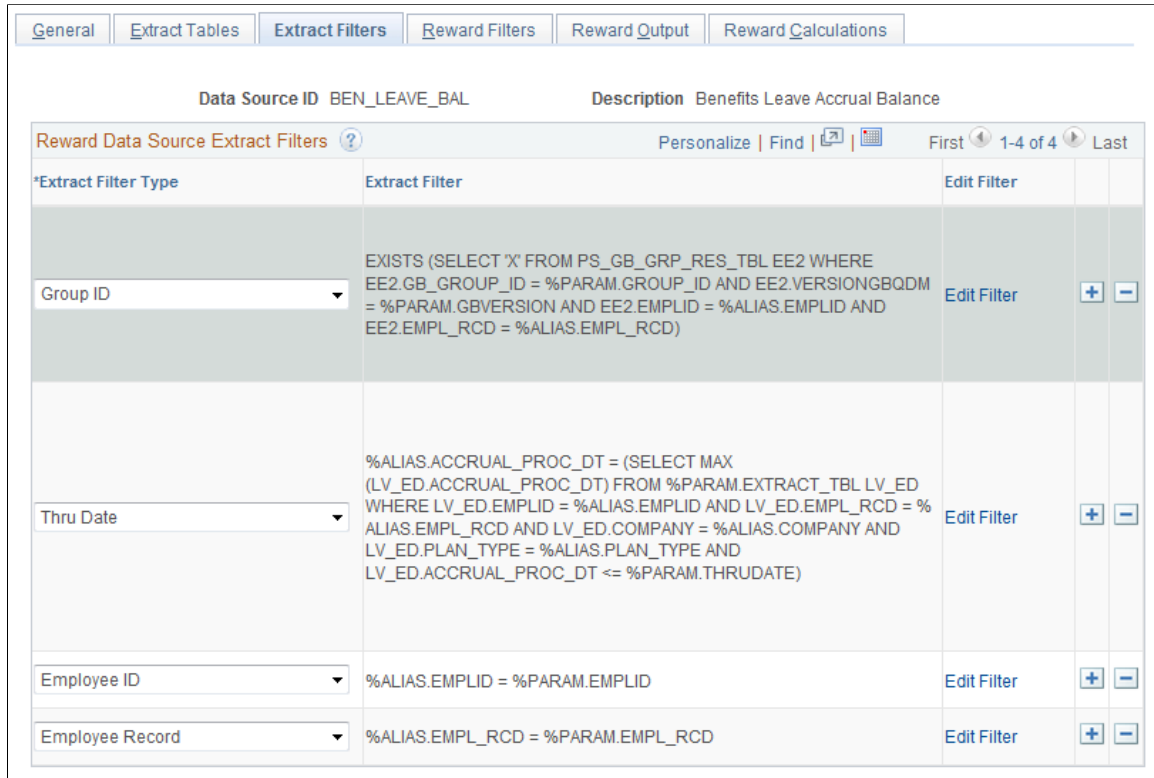 General Extract Tables Extract Filters Reward Filters Reward Output Reward Calculations
Data Source ID BEN_LEAVE_BAL Description Benefits Leave Accrual Balance
Reward Data Source Extract Filters ? Personalize | Find | | First 1-4 of 4 Last
*Extract Filter Type Extract Filter Edit Filter
Group ID
EXISTS (SELECT 'X' FROM PS_GB_GRP_RES_TBL EE2 WHERE
EE2.GB_GROUP_ID = %PARAM.GROUP_ID AND EE2.VERSIONGBQDM
= %PARAM.GBVERSION AND EE2.EMPLID = %ALIAS.EMPLID AND
EE2.EMPL_RCD = %ALIAS.EMPL_RCD)
Edit Filter + -
Thru Date
%ALIAS.ACCRUAL_PROC_DT = (SELECT MAX
(LV_ED.ACCRUAL_PROC_DT) FROM %PARAM.EXTRACT_TBL LV_ED
WHERE LV_ED.EMPLID = %ALIAS.EMPLID AND LV_ED.EMPL_RCD = %
ALIAS.EMPL_RCD AND LV_ED.COMPANY = %ALIAS.COMPANY AND
LV_ED.PLAN_TYPE = %ALIAS.PLAN_TYPE AND
LV_ED.ACCRUAL_PROC_DT <= %PARAM.THRUDATE)
Edit Filter + -
Employee ID %ALIAS.EMPLID = %PARAM.EMPLID Edit Filter + -
Employee Record %ALIAS.EMPL_RCD = %PARAM.EMPL_RCD Edit Filter + -